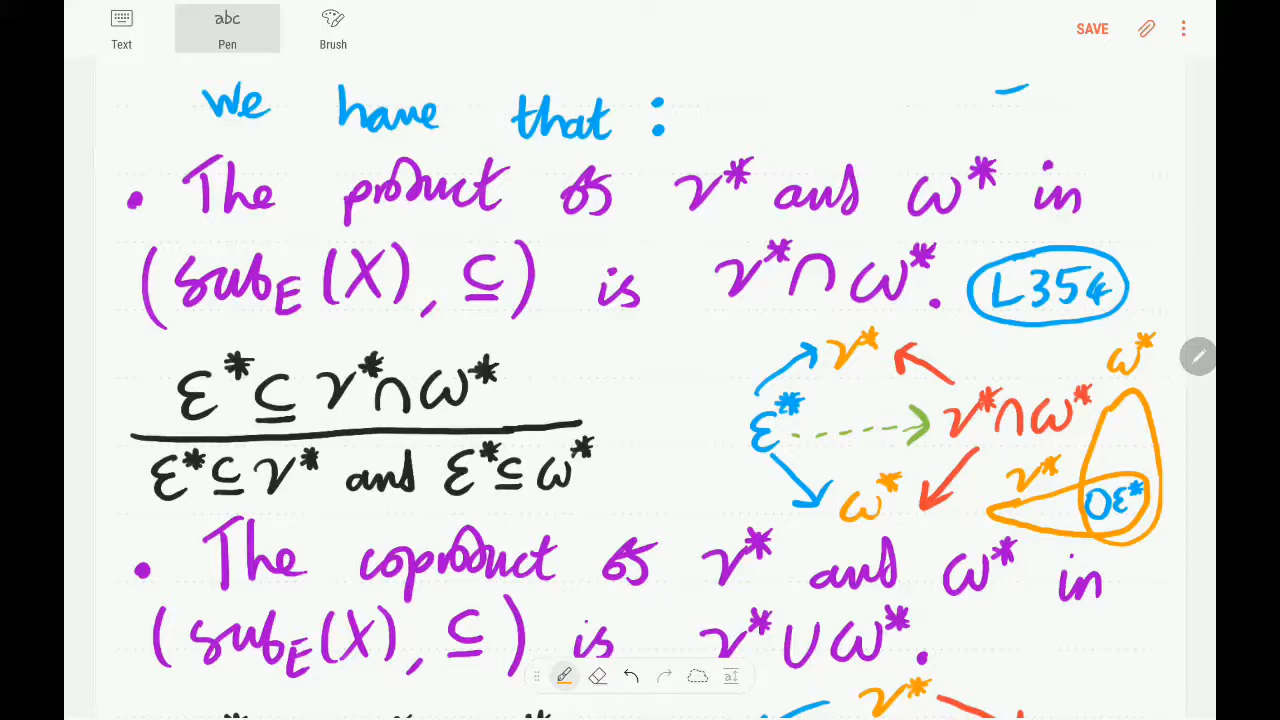 Text abc Pen Brush SAVE
We have that :
• The product of v* and ω* in
(sub_E(X), ⊆) is v* ∩ ω*. L354
ε* ⊆ v* ∩ ω*
ε* ⊆ v* and ε* ⊆ ω*
v* ω*
ε* v* ∩ ω*
ω* v* ε*
• The coproduct of v* and ω* in
(sub_E(X), ⊆) is v* ∪ ω*.
v*